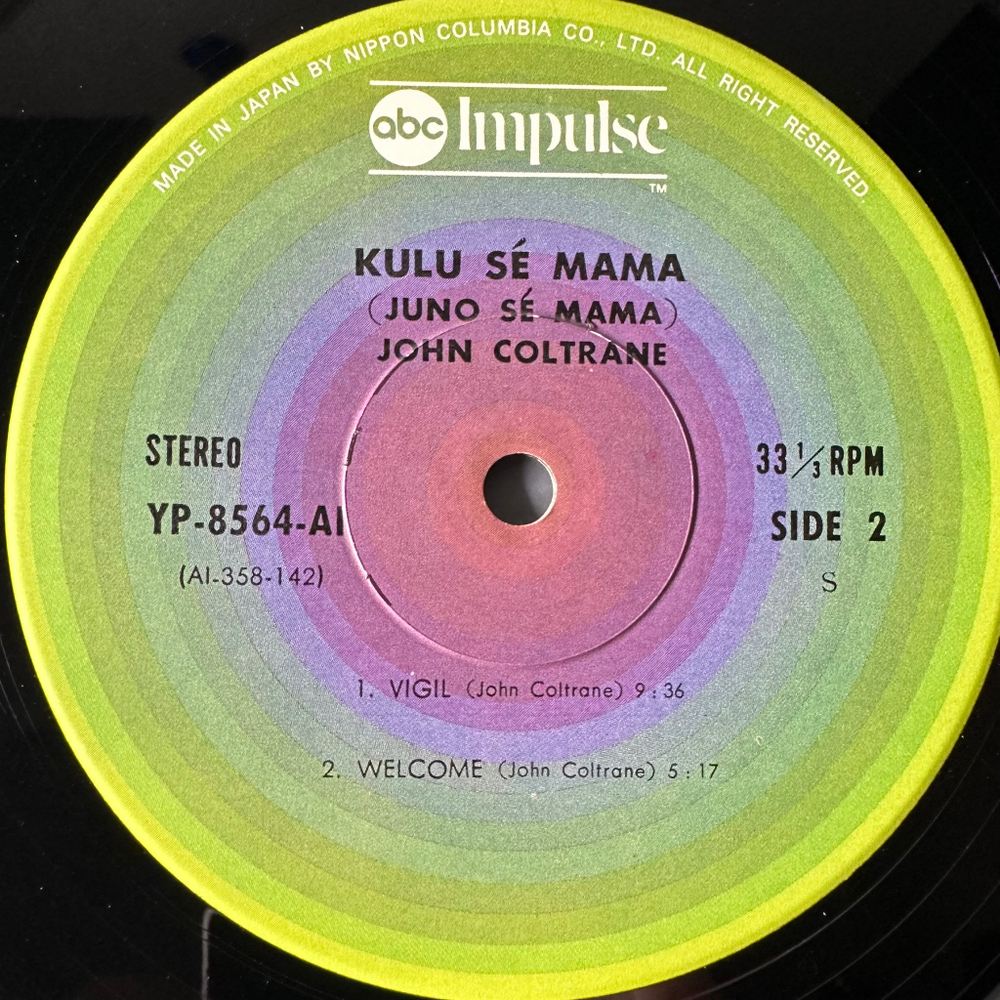 MADE IN JAPAN BY NIPPON COLUMBIA CO., LTD. ALL RIGHT RESERVED.
abc Impulse
TM
KULU SÉ MAMA
(JUNO SÉ MAMA)
JOHN COLTRANE
STEREO
33 1/3 RPM
YP-8564-AI
SIDE 2
(AI-358-142)
S
1. VIGIL (John Coltrane) 9:36
2. WELCOME (John Coltrane) 5:17